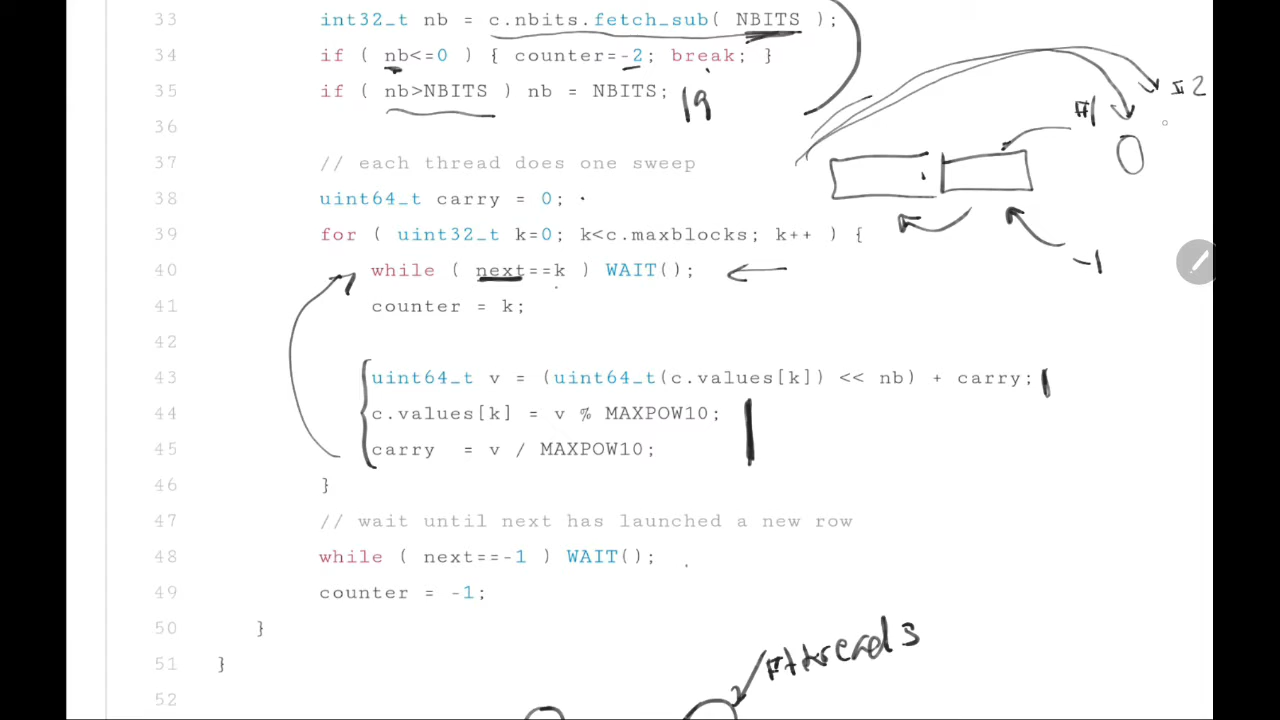 33 int32_t nb = c.nbits.fetch_sub( NBITS );
34 if ( nb<=0 ) { counter=-2; break; }
35 if ( nb>NBITS ) nb = NBITS; 19
#2
#1
36
37 // each thread does one sweep
38 uint64_t carry = 0;
39 for ( uint32_t k=0; k<c.maxblocks; k++ ) {
-1
40 while ( next==k ) WAIT();
41 counter = k;
42
43 uint64_t v = (uint64_t(c.values[k]) << nb) + carry;
44 c.values[k] = v % MAXPOW10;
45 carry = v / MAXPOW10;
46 }
47 // wait until next has launched a new row
48 while ( next==-1 ) WAIT();
49 counter = -1;
50 }
51 }
#threads
52